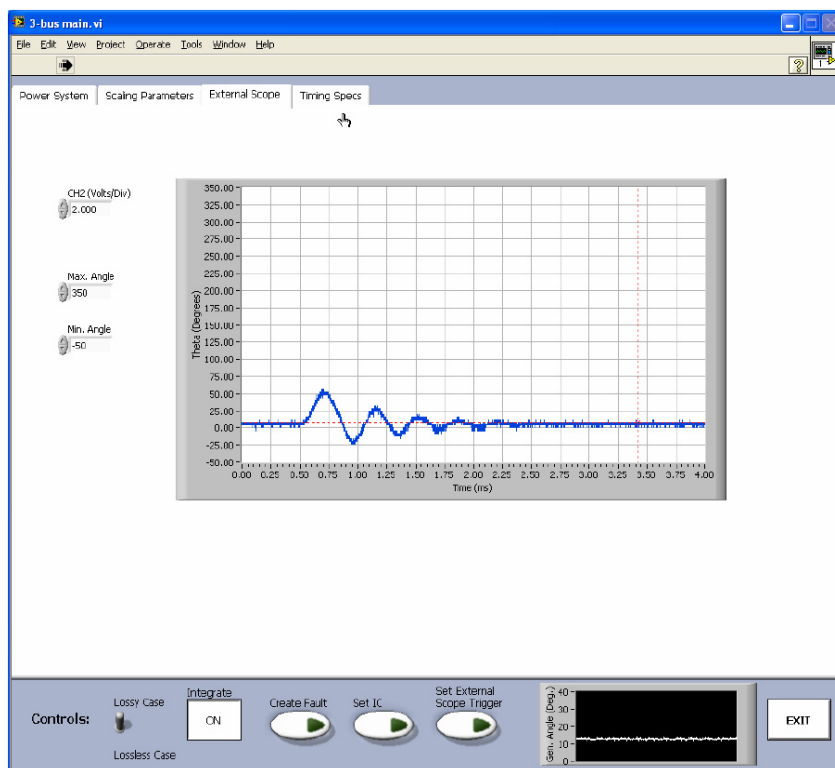 3-bus main.vi
File Edit View Project Operate Tools Window Help
?
1
Power System Scaling Parameters External Scope Timing Specs
CH2 (Volts/Div)
2.000
Max. Angle
350
Min. Angle
-50
Theta (Degrees)
350.00
325.00
300.00
275.00
250.00
225.00
200.00
175.00
150.00
125.00
100.00
75.00
50.00
25.00
0.00
-25.00
-50.00
0.00 0.25 0.50 0.75 1.00 1.25 1.50 1.75 2.00 2.25 2.50 2.75 3.00 3.25 3.50 3.75 4.00
Time (ms)
Controls:
Lossy Case
Lossless Case
Integrate
ON
Create Fault
Set IC
Set External
Scope Trigger
Gen. Angle (Deg.)
40
30
20
10
0
EXIT